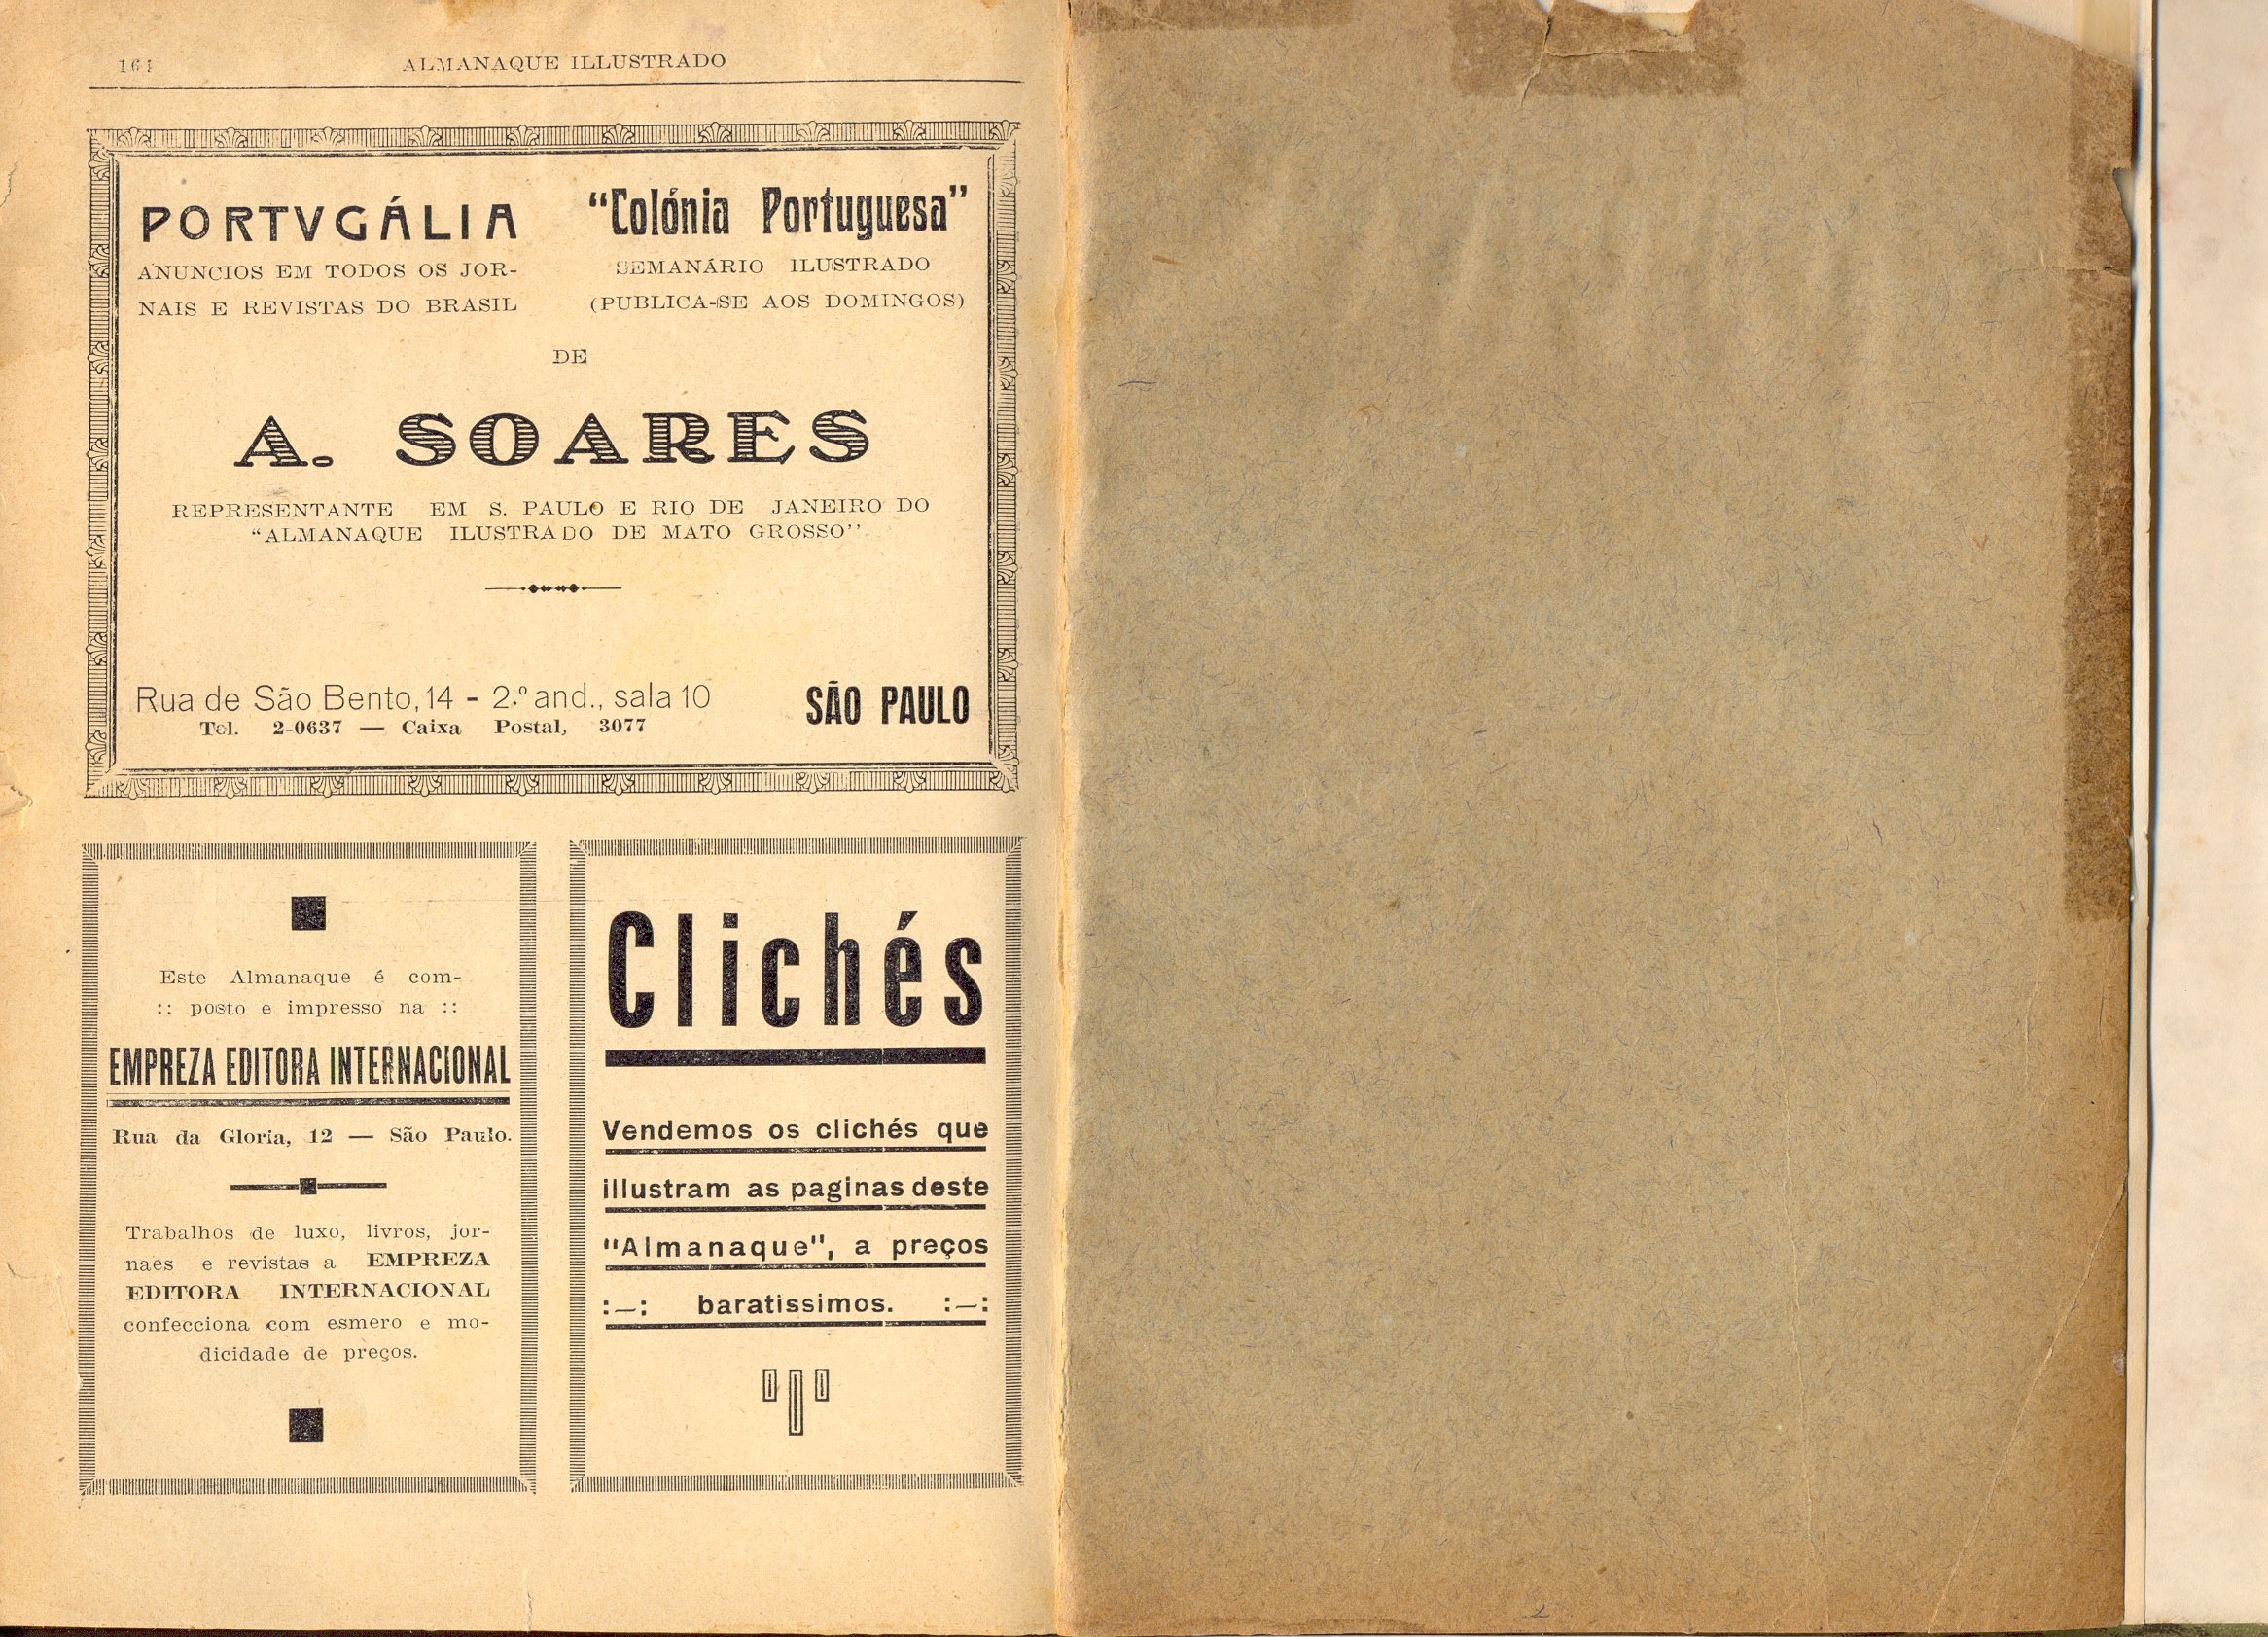 ALMANAQUE ILLUSTRADO
PORTVGÁLIA
ANUNCIOS EM TODOS OS JOR-
NAIS E REVISTAS DO BRASIL
“Colónia Portuguesa”
SEMANÁRIO ILUSTRADO
(PUBLICA-SE AOS DOMINGOS)
DE
A. SOARES
REPRESENTANTE EM S. PAULO E RIO DE JANEIRO DO
“ALMANAQUE ILUSTRADO DE MATO GROSSO’’
Rua de São Bento, 14 - 2.º and., sala 10
Tel. 2-0637 — Caixa Postal, 3077
SÃO PAULO
Este Almanaque é com-
:: posto e impresso na ::
EMPREZA EDITORA INTERNACIONAL
Rua da Gloria, 12 — São Paulo.
Trabalhos de luxo, livros, jor-
naes e revistas a EMPREZA
EDITORA INTERNACIONAL
confecciona com esmero e mo-
dicidade de preços.
Clichés
Vendemos os clichés que
illustram as paginas deste
"Almanaque", a preços
:—: baratissimos. :—: